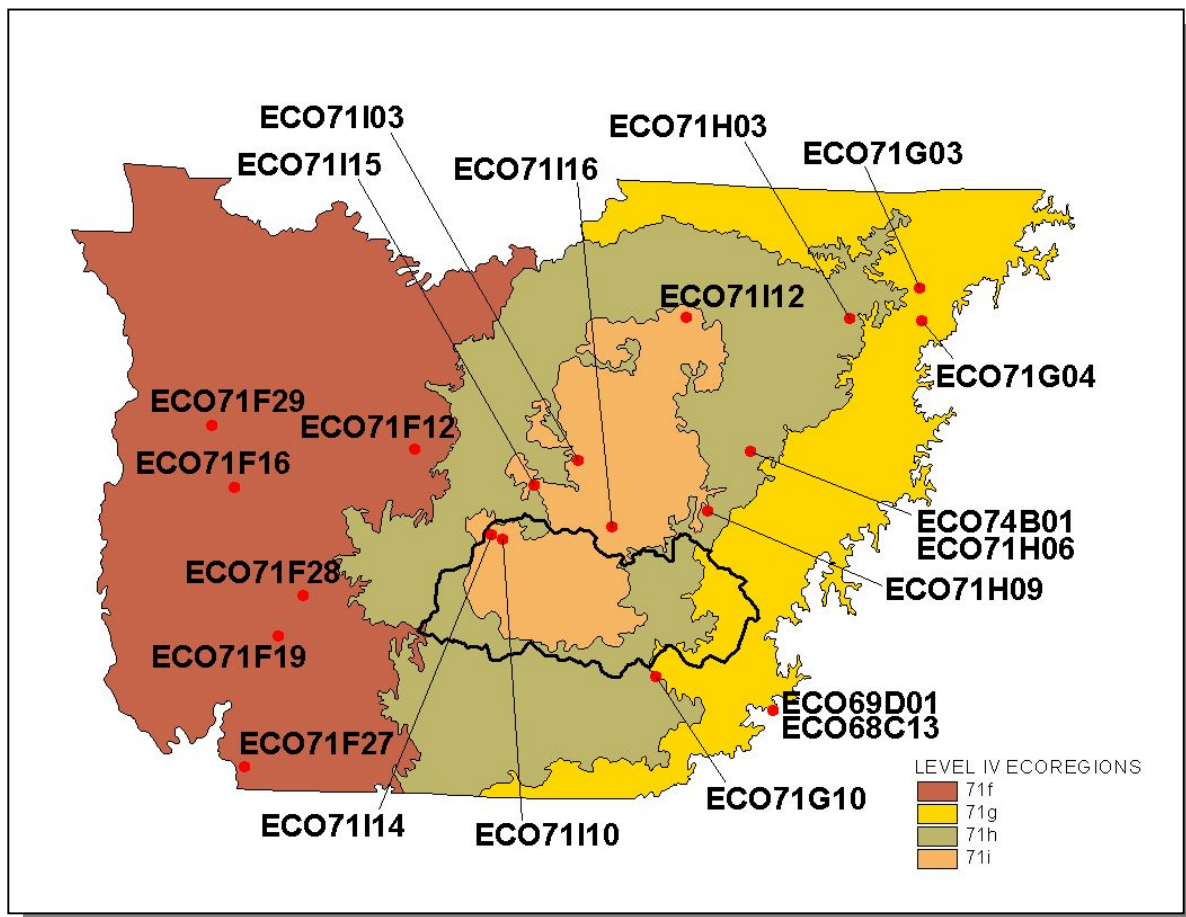 ECO71I03
ECO71H03
ECO71G03
ECO71I15
ECO71I16
ECO71I12
ECO71G04
ECO71F29
ECO71F12
ECO71F16
ECO74B01
ECO71H06
ECO71F28
ECO71H09
ECO71F19
ECO69D01
ECO68C13
ECO71F27
LEVEL IV ECOREGIONS
71f
71g
71h
71i
ECO71G10
ECO71I14
ECO71I10